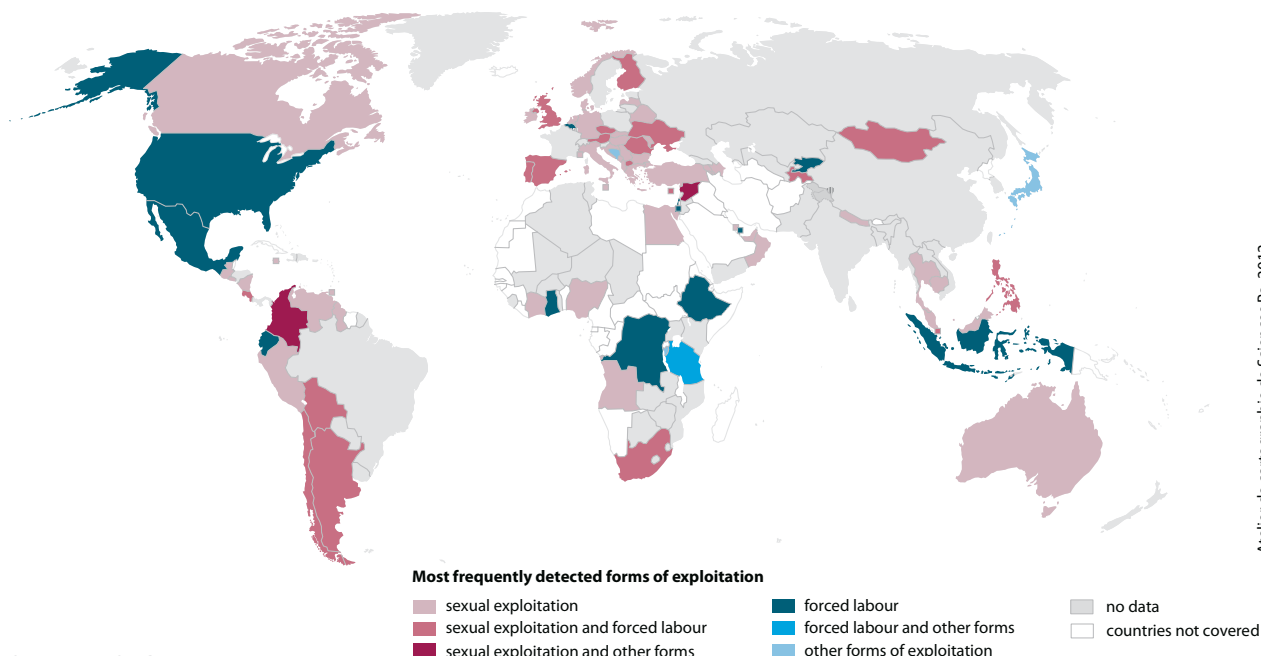 Most frequently detected forms of exploitation
sexual exploitation
sexual exploitation and forced labour
sexual exploitation and other forms
forced labour
forced labour and other forms
other forms of exploitation
no data
countries not covered